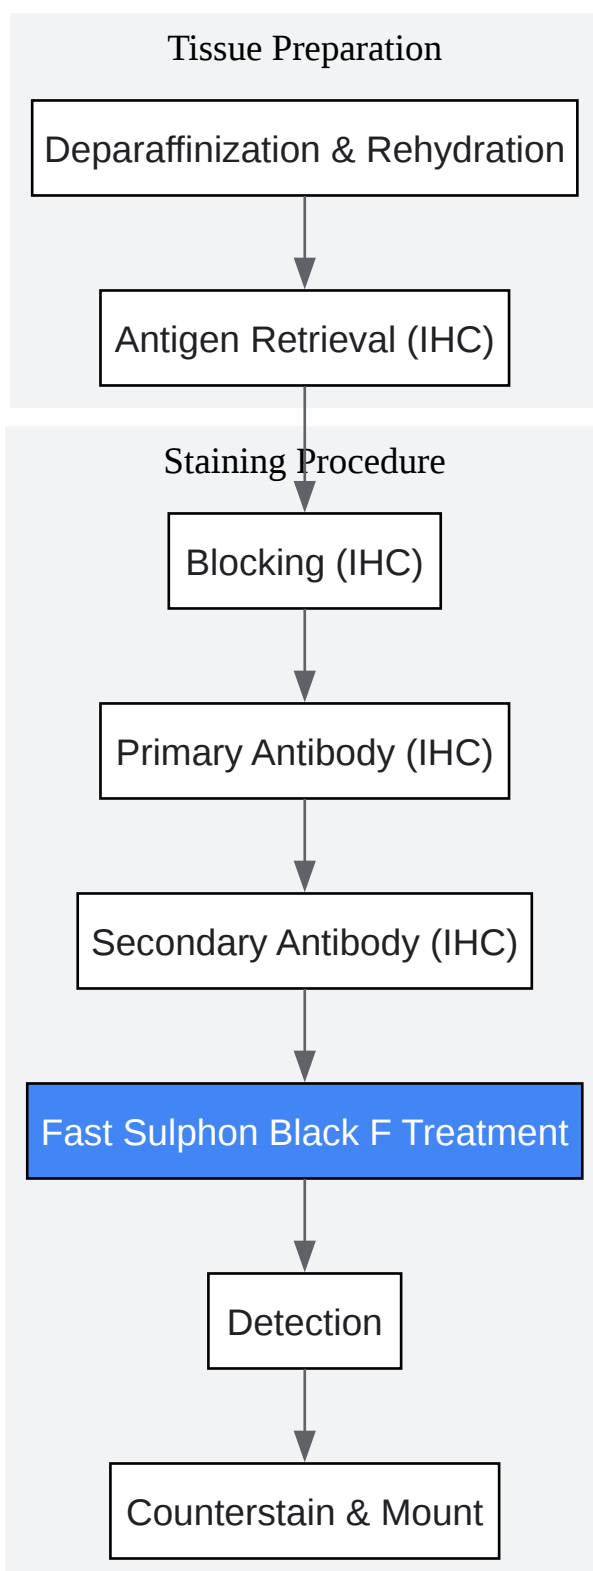 Tissue Preparation
Deparaffinization & Rehydration
Antigen Retrieval (IHC)
Staining Procedure
Blocking (IHC)
Primary Antibody (IHC)
Secondary Antibody (IHC)
Fast Sulphon Black F Treatment
Detection
Counterstain & Mount